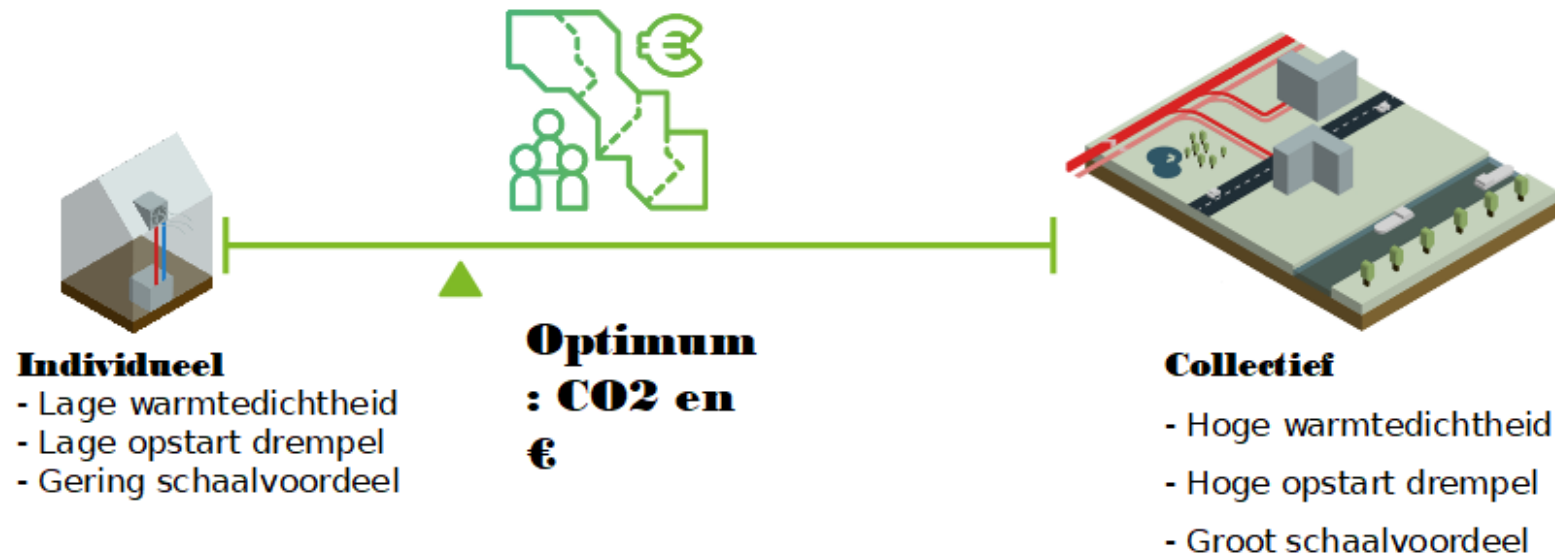 Individueel
- Lage warmtedichtheid
- Lage opstart drempel
- Gering schaalvoordeel
€
Optimum
: CO2 en
€
Collectief
- Hoge warmtedichtheid
- Hoge opstart drempel
- Groot schaalvoordeel